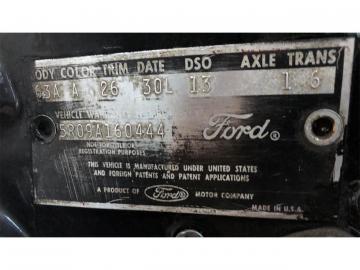 ODY COLOR TRIM DATE DSO AXLE TRANS
63A A 26 30L 13 1 6
VEHICLE WA
5R09A160444 Ford®
NOT FOR TITLE OR
REGISTRATION PURPOSES
THIS VEHICLE IS MANUFACTURED UNDER UNITED STATES
AND FOREIGN PATENTS AND PATENT APPLICATIONS
A PRODUCT OF Ford® MOTOR COMPANY
MADE IN U.S.A.